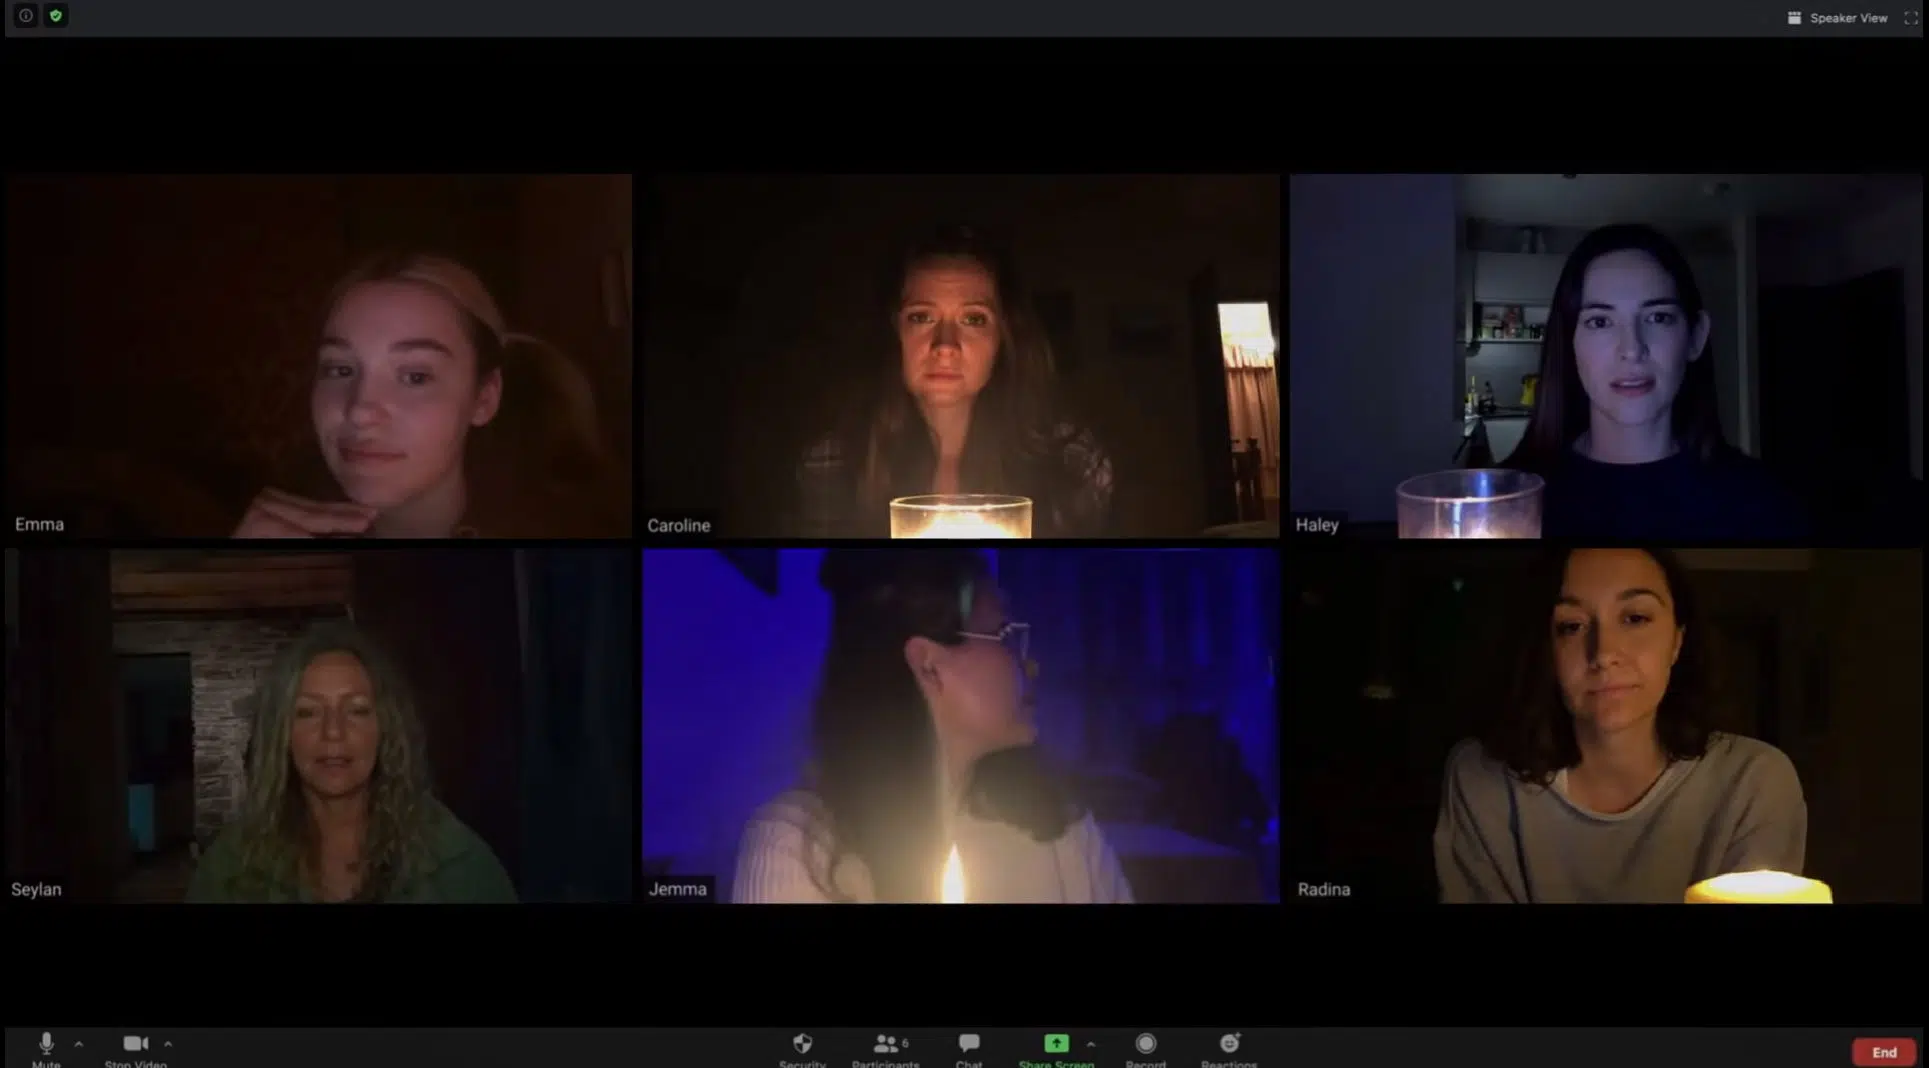 Speaker View
Emma
Caroline
Haley
Seylan
Jemma
Radina
Mute
Stop Video
Security
Participants
6
Chat
Share Screen
Record
Reactions
End